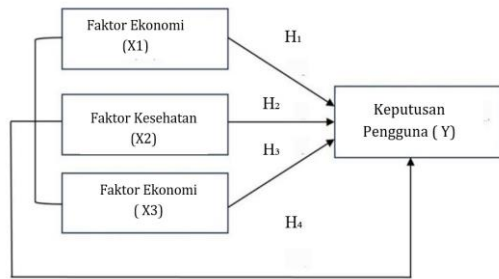 Faktor Ekonomi
(X1)
H₁
Faktor Kesehatan
(X2)
H₂
Keputusan
Pengguna ( Y)
H₃
Faktor Ekonomi
( X3)
H₄